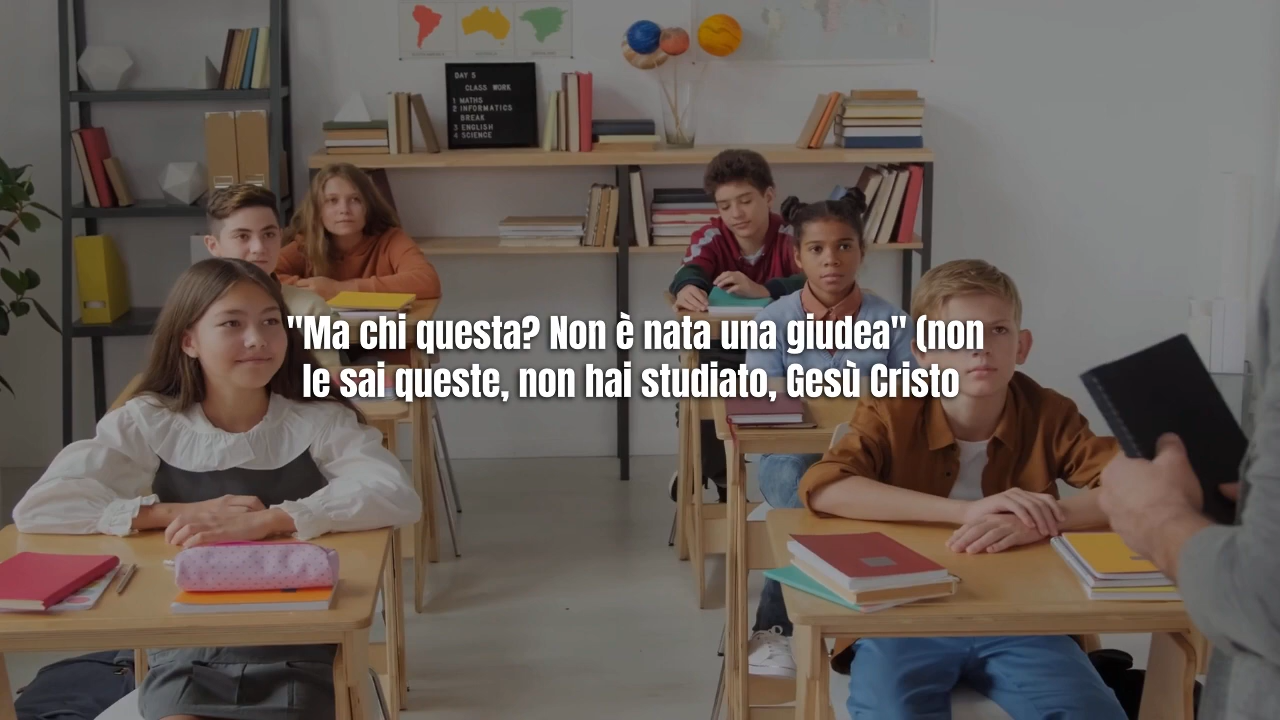 DAY 5
CLASS WORK
1 MATHS
2 INFORMATICS
BREAK
3 ENGLISH
4 SCIENCE
"Ma chi questa? Non è nata una giudea" (non
le sai queste, non hai studiato, Gesù Cristo